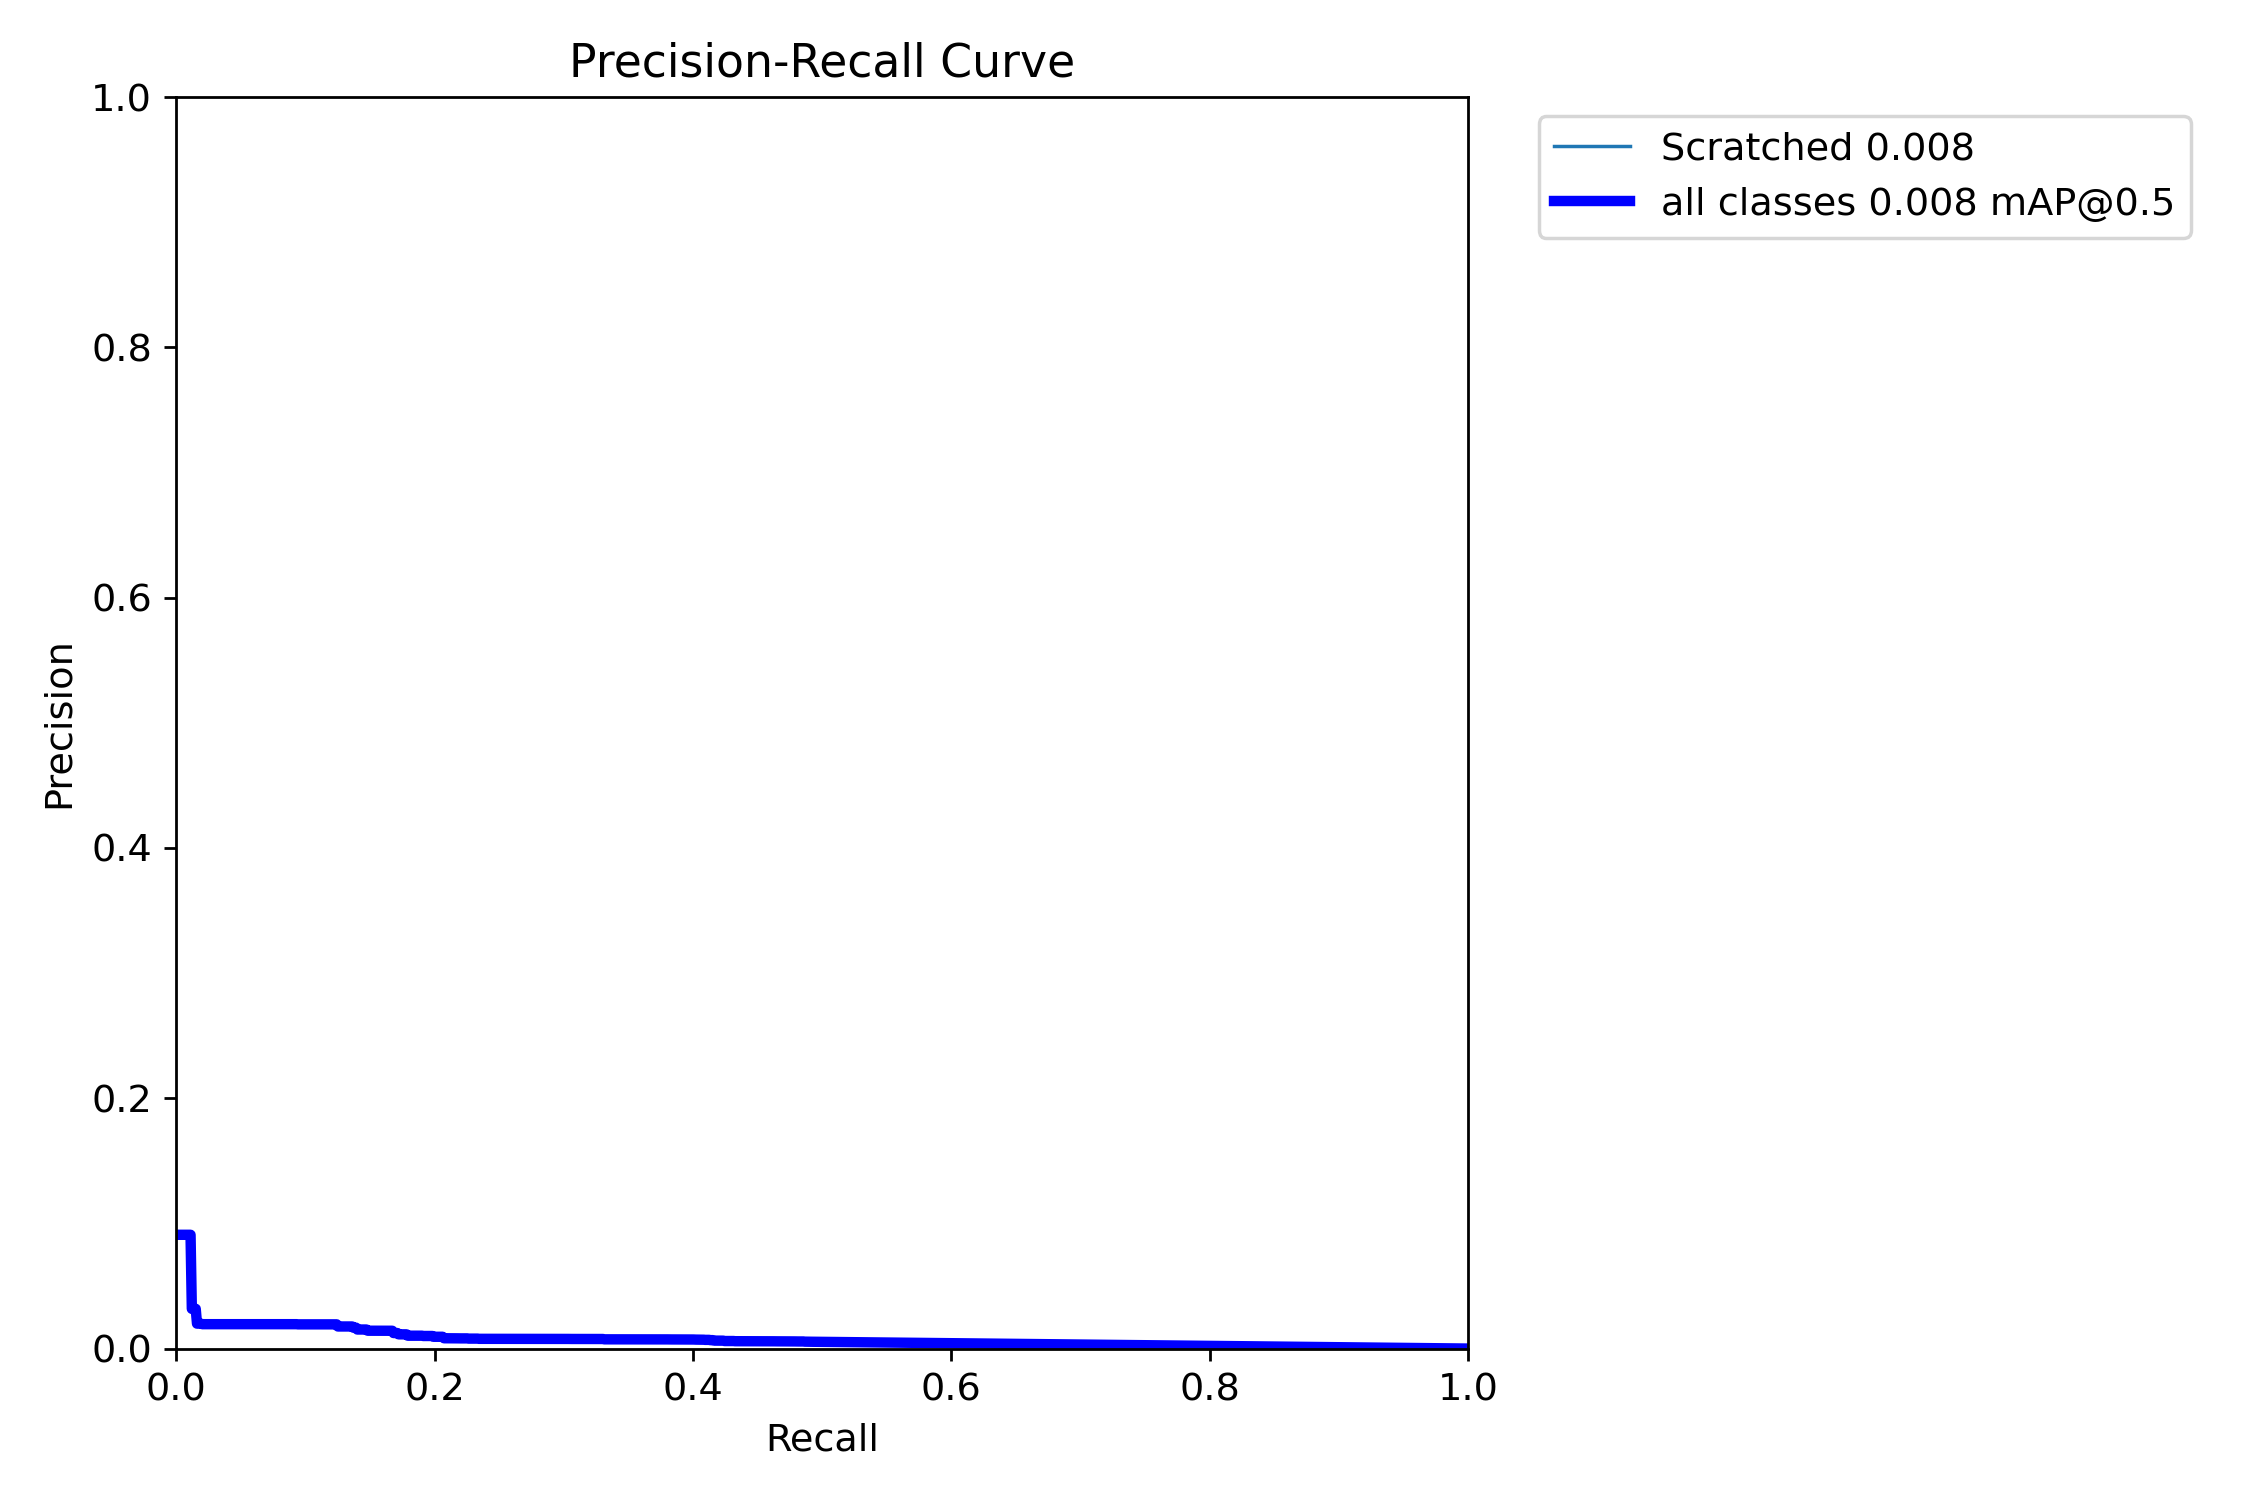 Precision-Recall Curve
Scratched 0.008
all classes 0.008 mAP@0.5
1.0
0.8
0.6
0.4
0.2
0.0
Precision
0.0 0.2 0.4 0.6 0.8 1.0
Recall